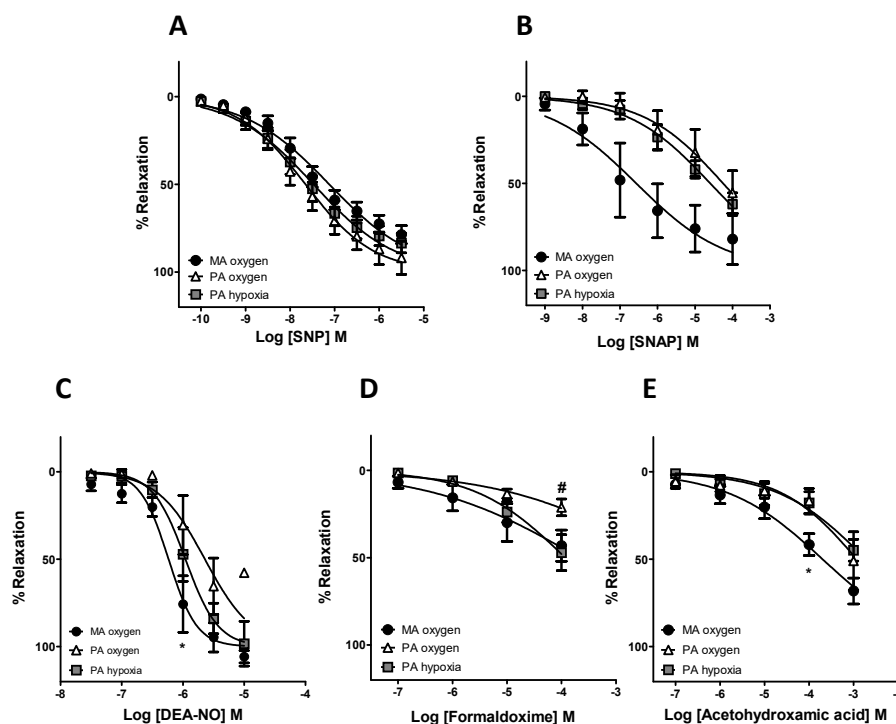 A
0
50
100
% Relaxation
MA oxygen
PA oxygen
PA hypoxia
-10 -9 -8 -7 -6 -5
Log [SNP] M
B
0
50
100
% Relaxation
MA oxygen
PA oxygen
PA hypoxia
-9 -8 -7 -6 -5 -4 -3
Log [SNAP] M
C
0
50
100
% Relaxation
*
MA oxygen
PA oxygen
PA hypoxia
-8 -7 -6 -5 -4
Log [DEA-NO] M
D
0
50
100
% Relaxation
#
MA oxygen
PA oxygen
PA hypoxia
-7 -6 -5 -4 -3
Log [Formaldoxime] M
E
0
50
100
% Relaxation
*
MA oxygen
PA oxygen
PA hypoxia
-7 -6 -5 -4 -3 -2
Log [Acetohydroxamic acid] M